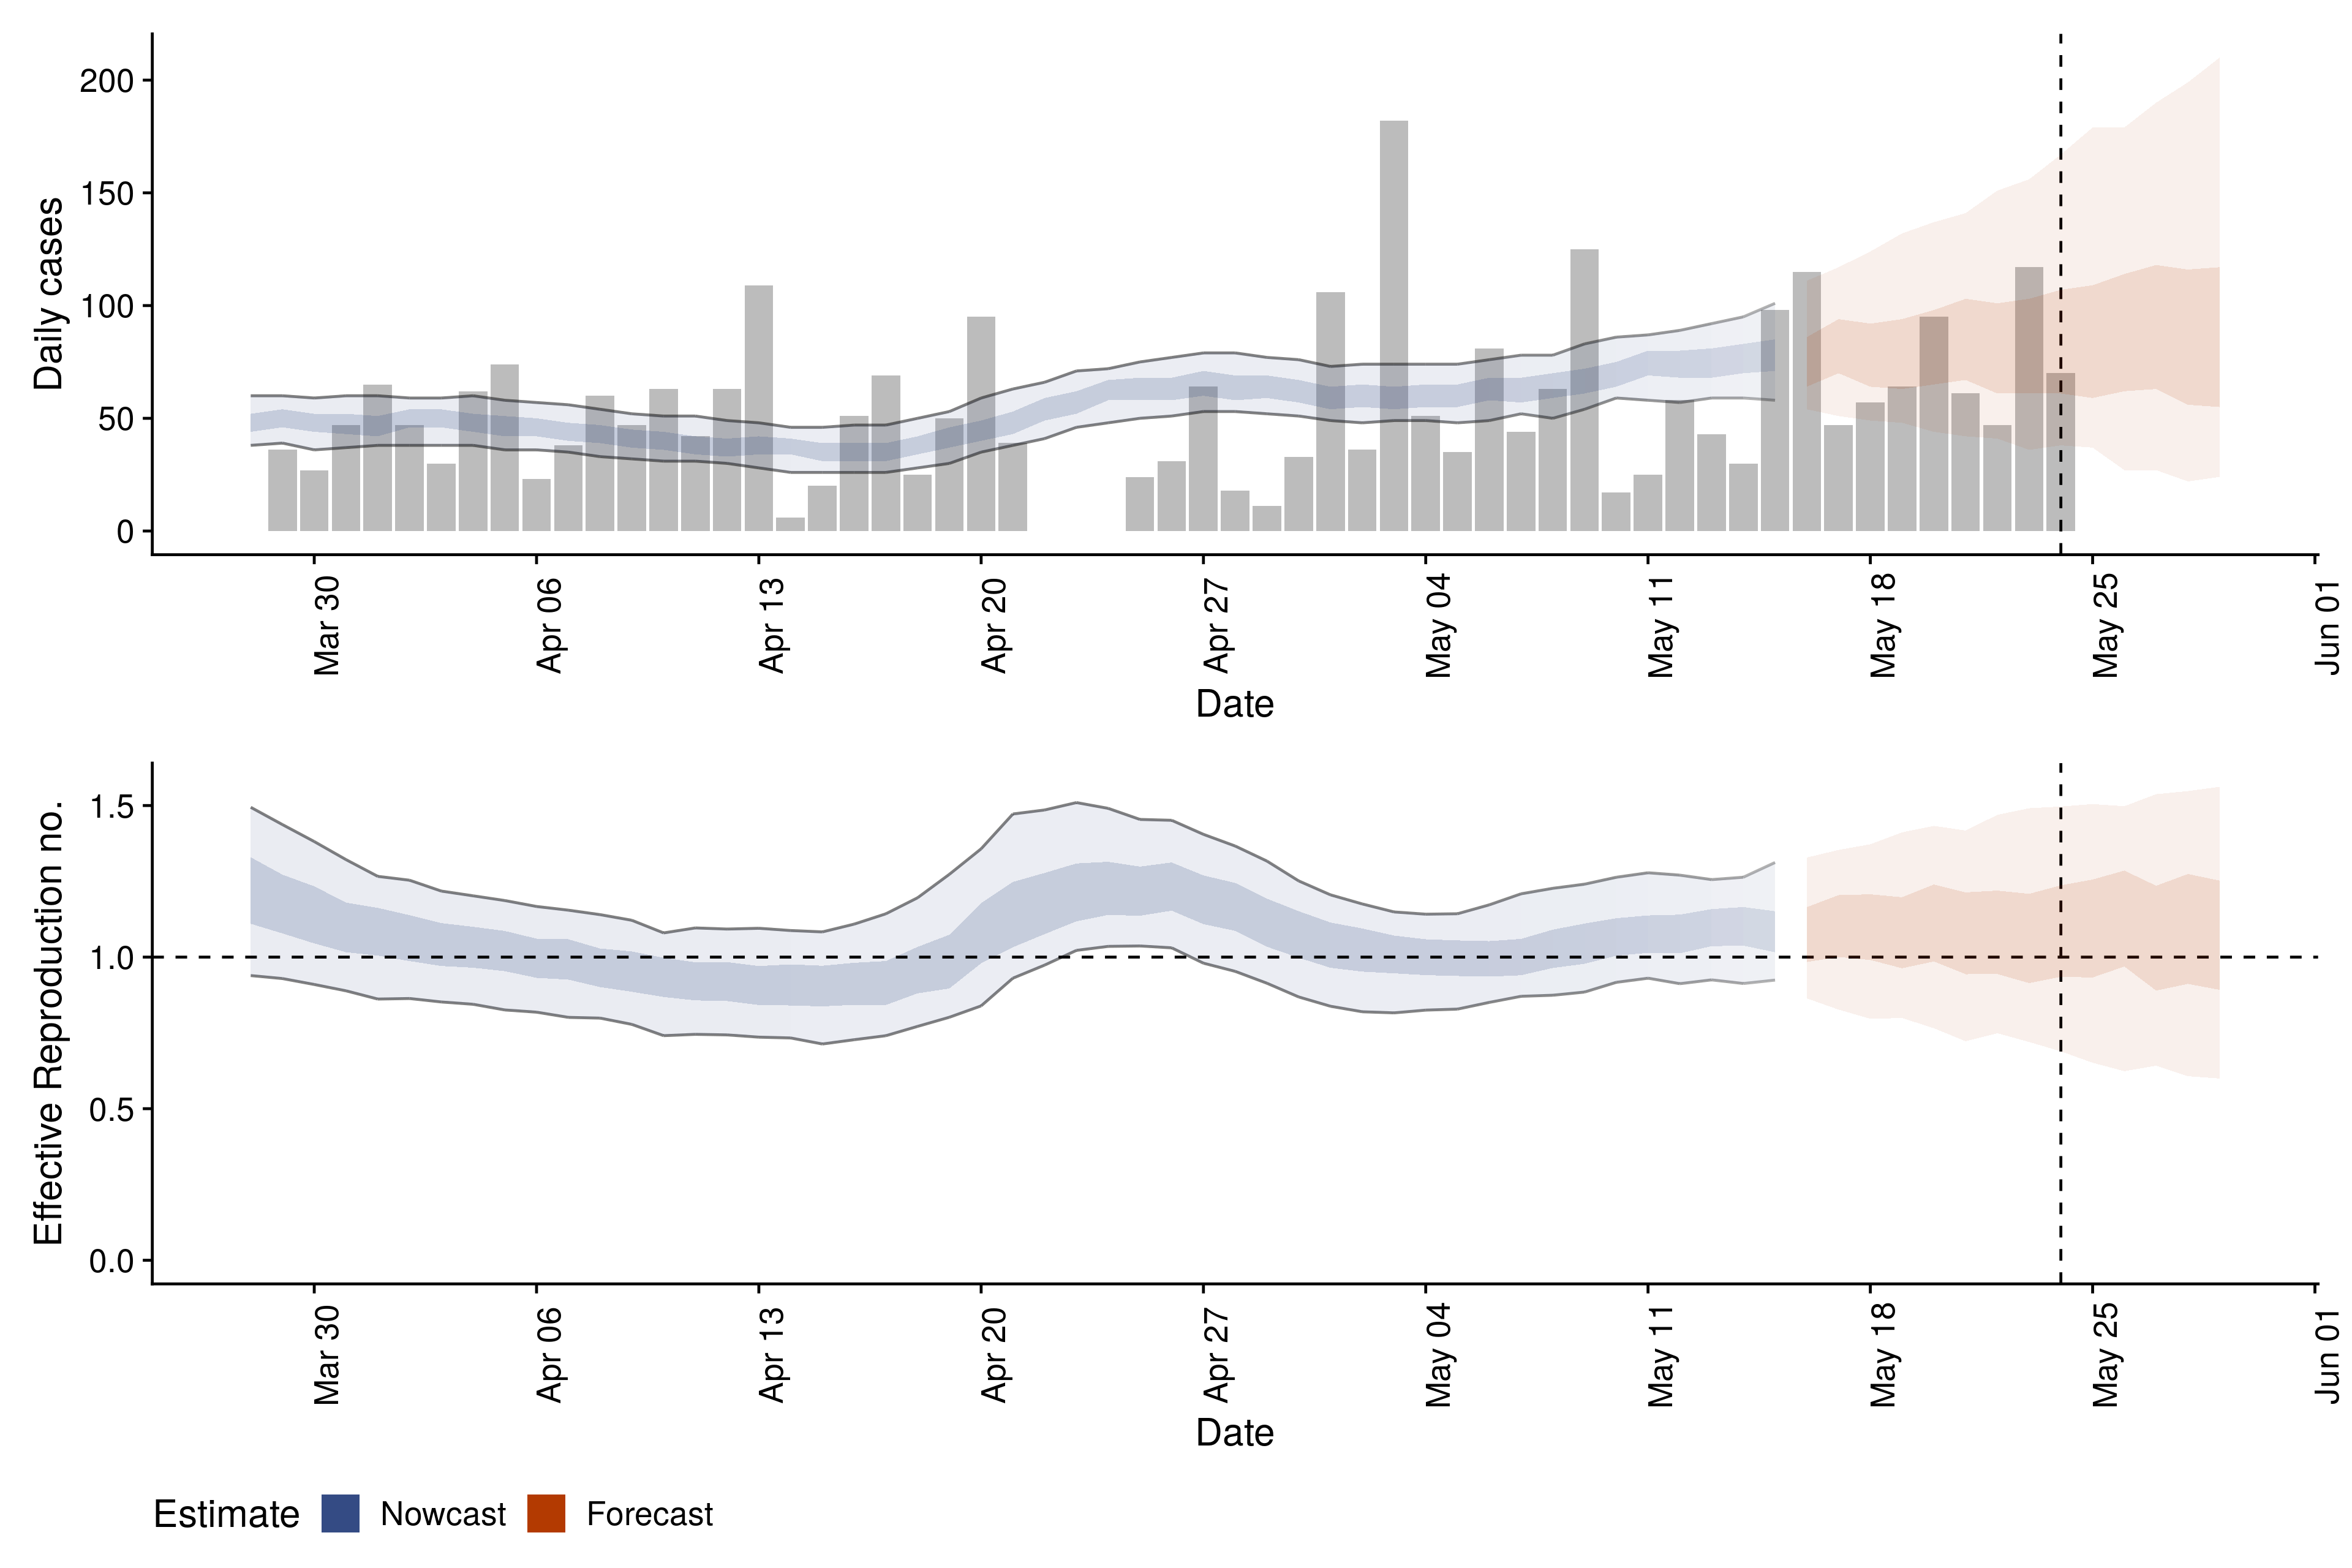 Daily cases
200
150
100
50
0
Mar 30
Apr 06
Apr 13
Apr 20
Apr 27
May 04
May 11
May 18
May 25
Jun 01
Date
Effective Reproduction no.
1.5
1.0
0.5
0.0
Mar 30
Apr 06
Apr 13
Apr 20
Apr 27
May 04
May 11
May 18
May 25
Jun 01
Date
Estimate Nowcast Forecast